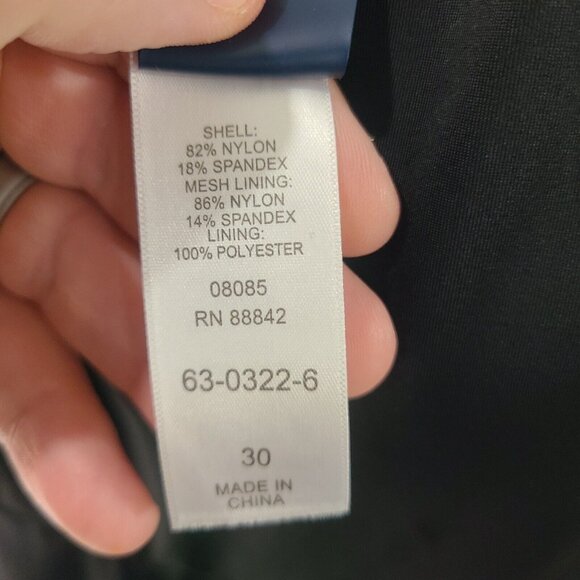 SHELL:
82% NYLON
18% SPANDEX
MESH LINING:
86% NYLON
14% SPANDEX
LINING:
100% POLYESTER
08085
RN 88842
63-0322-6
30
MADE IN
CHINA